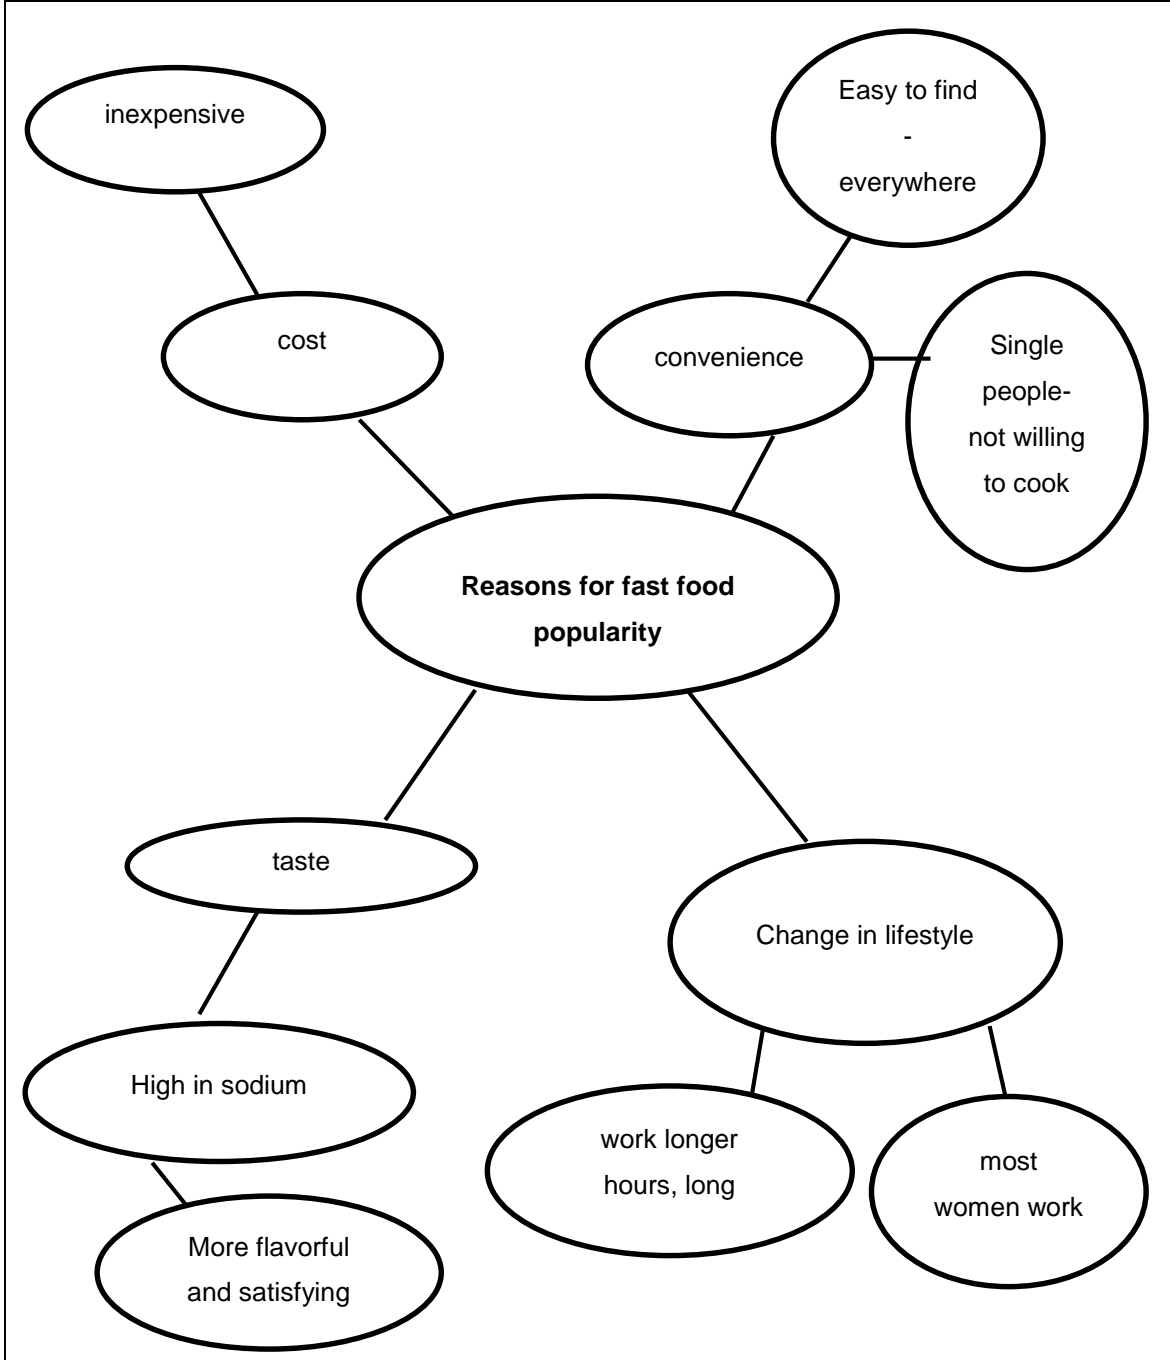 inexpensive
Easy to find
-
everywhere
cost
convenience
Single
people-
not willing
to cook
Reasons for fast food
popularity
taste
Change in lifestyle
High in sodium
work longer
hours, long
most
women work
More flavorful
and satisfying